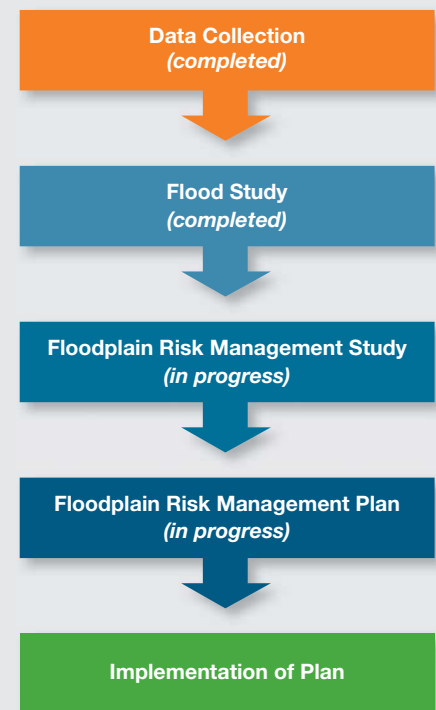 Data Collection
(completed)
Flood Study
(completed)
Floodplain Risk Management Study
(in progress)
Floodplain Risk Management Plan
(in progress)
Implementation of Plan